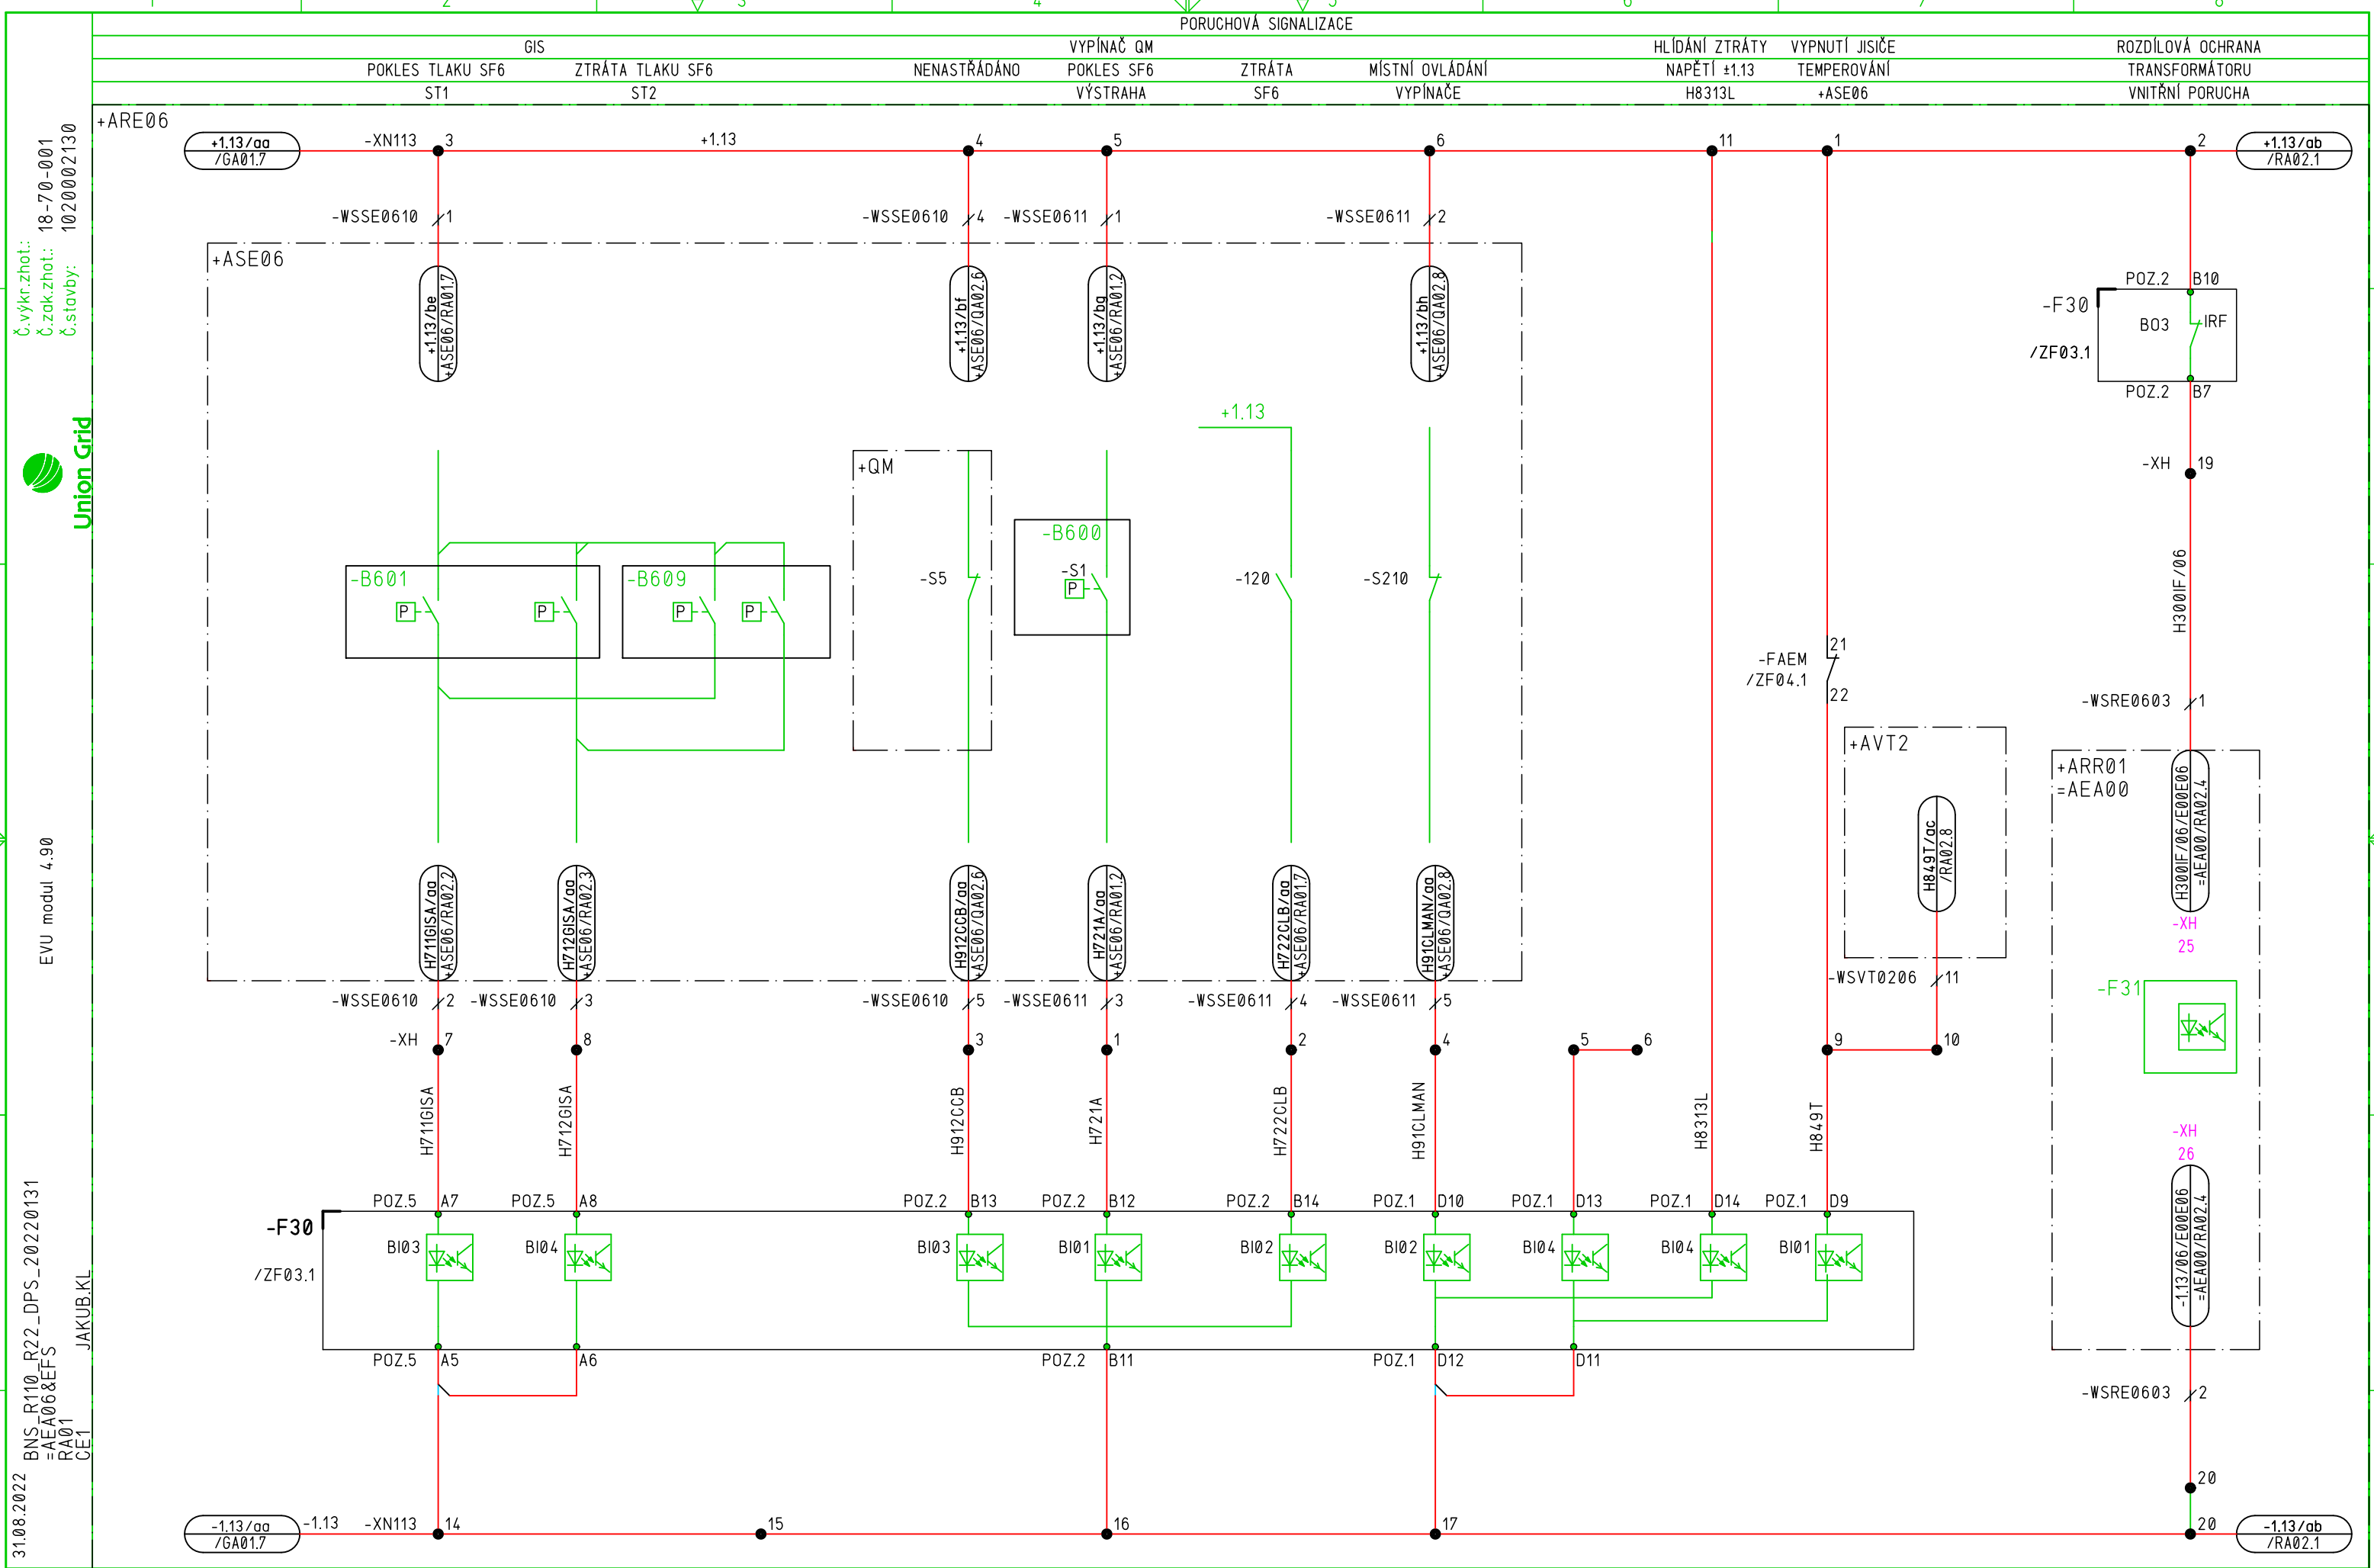 1 2 3 4 5 6 7 8
PORUCHOVÁ SIGNALIZACE
GIS VYPÍNAČ QM HLÍDÁNÍ ZTRÁTY VYPNUTÍ JISIČE ROZDÍLOVÁ OCHRANA
POKLES TLAKU SF6 ZTRÁTA TLAKU SF6 NENASTŘÁDÁNO POKLES SF6 ZTRÁTA MÍSTNÍ OVLÁDÁNÍ NAPĚTÍ ±1.13 TEMPEROVÁNÍ TRANSFORMÁTORU
ST1 ST2 VÝSTRAHA SF6 VYPÍNAČE H8313L +ASE06 VNITŘNÍ PORUCHA
+ARE06
+1.13/aa
/GA01.7
-XN113 3 +1.13 4 5 6 11 1 2
+1.13/ab
/RA02.1
-WSSE0610 1 -WSSE0610 4 -WSSE0611 1 -WSSE0611 2
+ASE06
+1.13/be
+ASE06/RA01.7
+1.13/bf
+ASE06/QA02.6
+1.13/bg
+ASE06/RA01.2
+1.13/bh
+ASE06/QA02.8
POZ.2 B10
-F30
BO3 IRF
/ZF03.1
POZ.2 B7
+1.13
+QM
-XH 19
-B600
-B601 -B609
-S5 -S1 -120 -S210
P P P P P
H300IF/06
21
-FAEM
/ZF04.1
22
-WSRE0603 1
+AVT2
+ARR01
=AEA00
H849T/ac
/RA02.8
H300IF/06/E00E06
=AEA00/RA02.4
H711GISA/aa
+ASE06/RA02.2
H712GISA/aa
+ASE06/RA02.3
H912CCB/aa
+ASE06/QA02.6
H721A/aa
+ASE06/RA01.2
H722CLB/aa
+ASE06/RA01.7
H91CLMAN/aa
+ASE06/QA02.8
-XH
25
-WSVT0206 11
-F31
-WSSE0610 2 -WSSE0610 3 -WSSE0610 5 -WSSE0611 3 -WSSE0611 4 -WSSE0611 5
-XH 7 8 3 1 2 4 5 6 9 10
H711GISA H712GISA H912CCB H721A H722CLB H91CLMAN H8313L H849T
-XH
26
-1.13/06/E00E06
=AEA00/RA02.4
POZ.5 A7 POZ.5 A8 POZ.2 B13 POZ.2 B12 POZ.2 B14 POZ.1 D10 POZ.1 D13 POZ.1 D14 POZ.1 D9
-F30
BI03 BI04 BI03 BI01 BI02 BI02 BI04 BI04 BI01
/ZF03.1
POZ.5 A5 A6 POZ.2 B11 POZ.1 D12 D11
-WSRE0603 2
20
-1.13/aa
/GA01.7
-1.13 -XN113 14 15 16 17 20
-1.13/ab
/RA02.1
Č.výkr.zhot.:
Č.zak.zhot.: 18-70-001
Č.stavby: 1020002130
Union Grid
EVU modul 4.90
31.08.2022
BNS_R110_R22_DPS_20220131
=AEA06&EFS
RA01
CE1 JAKUB.KL